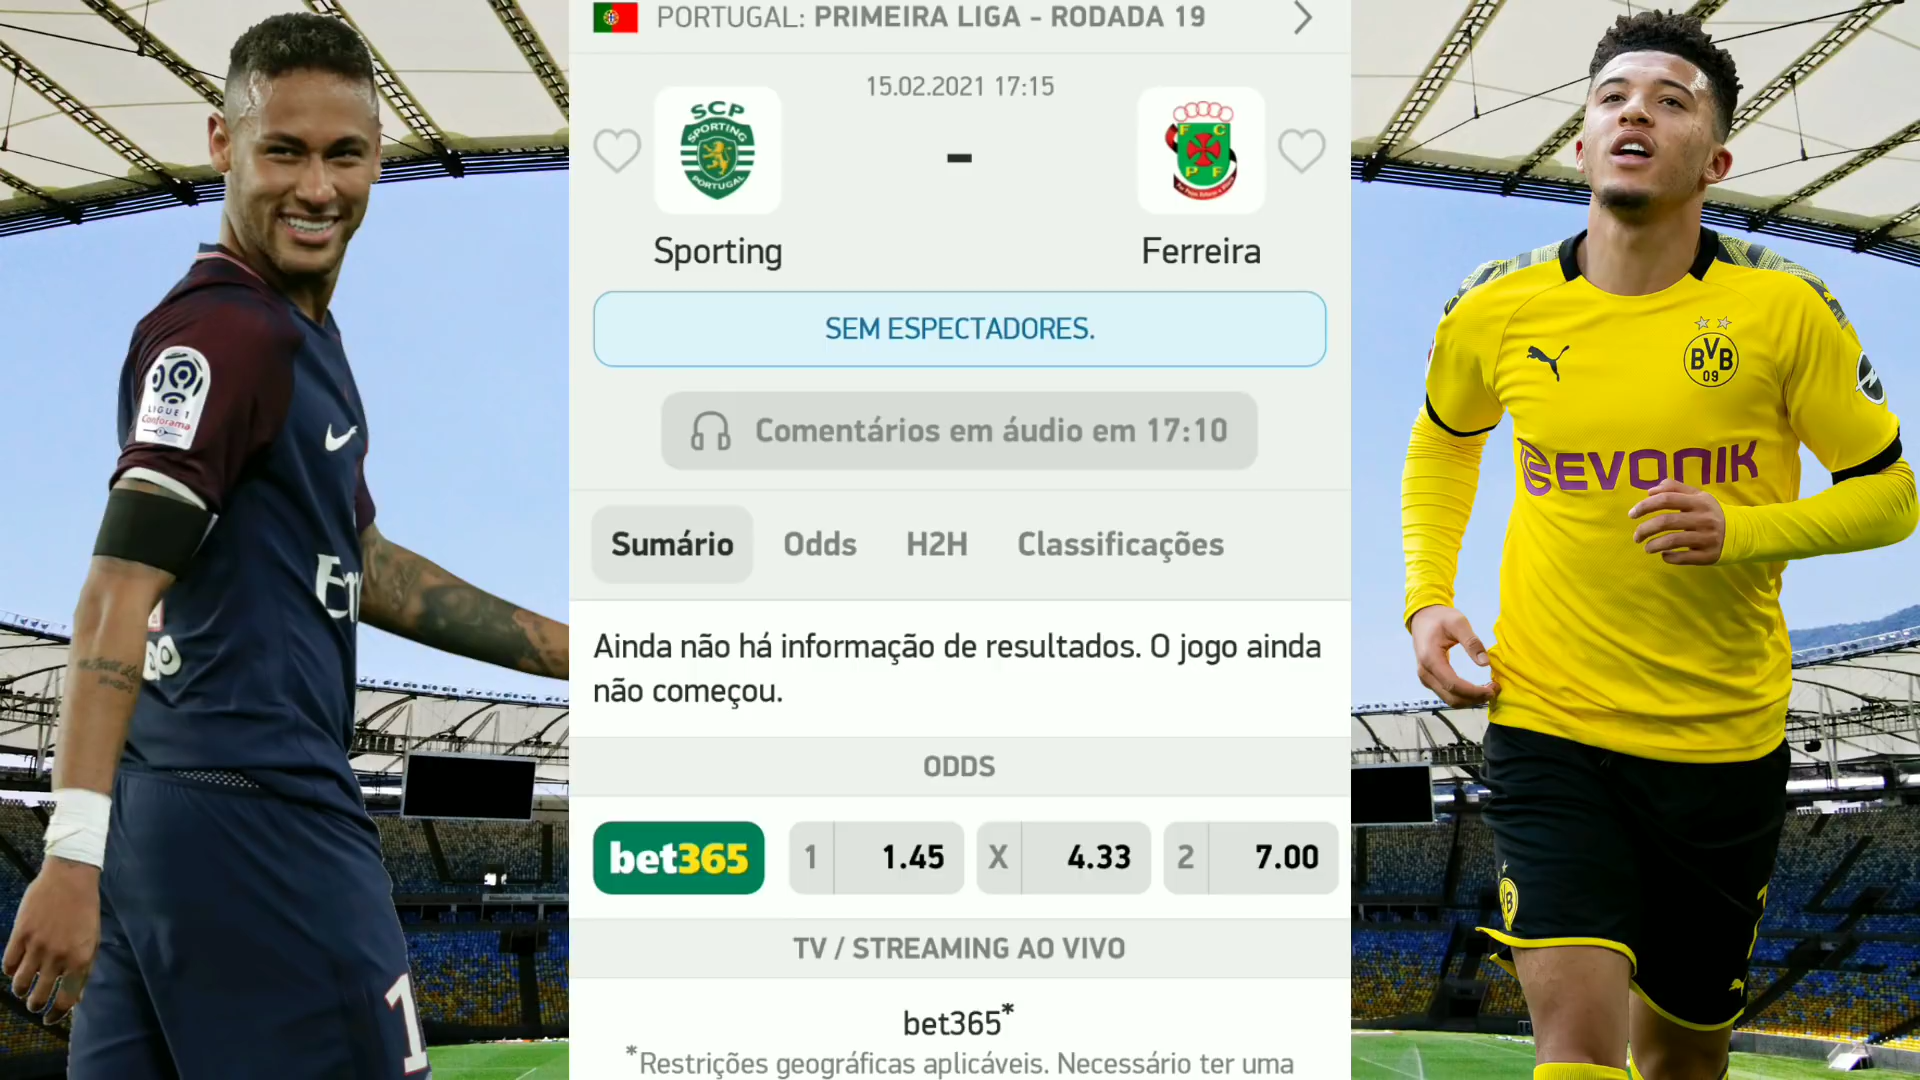 PORTUGAL: PRIMEIRA LIGA - RODADA 19
15.02.2021 17:15
SCP
SPORTING
PORTUGAL
F C
P F
-
Sporting
Ferreira
SEM ESPECTADORES.
Comentários em áudio em 17:10
Sumário Odds H2H Classificações
Ainda não há informação de resultados. O jogo ainda
não começou.
ODDS
bet365 1 1.45 X 4.33 2 7.00
TV / STREAMING AO VIVO
bet365*
*Restrições geográficas aplicáveis. Necessário ter uma
LIGUE 1
Conforama
Em
1
BVB
09
EVONIK